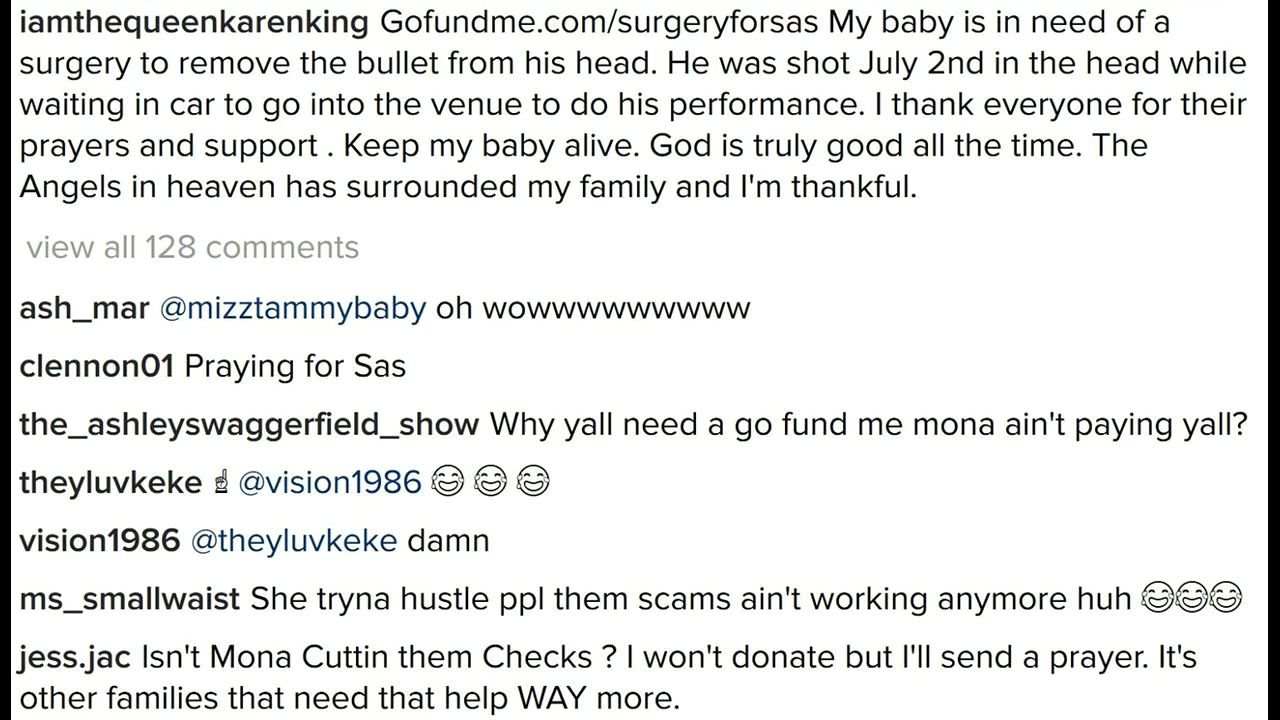 iamthequeenkarenking Gofundme.com/surgeryforsas My baby is in need of a
surgery to remove the bullet from his head. He was shot July 2nd in the head while
waiting in car to go into the venue to do his performance. I thank everyone for their
prayers and support . Keep my baby alive. God is truly good all the time. The
Angels in heaven has surrounded my family and I'm thankful.
view all 128 comments
ash_mar @mizztammybaby oh wowwwwwwwww
clennon01 Praying for Sas
the_ashleyswaggerfield_show Why yall need a go fund me mona ain't paying yall?
theyluvkeke ☝ @vision1986 😂 😂 😂
vision1986 @theyluvkeke damn
ms_smallwaist She tryna hustle ppl them scams ain't working anymore huh 😂😂😂
jess.jac Isn't Mona Cuttin them Checks ? I won't donate but I'll send a prayer. It's
other families that need that help WAY more.